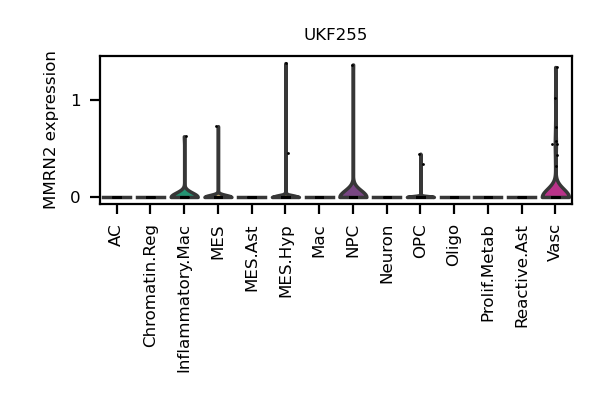 UKF255
MMRN2 expression
1
0
AC
Chromatin.Reg
Inflammatory.Mac
MES
MES.Ast
MES.Hyp
Mac
NPC
Neuron
OPC
Oligo
Prolif.Metab
Reactive.Ast
Vasc